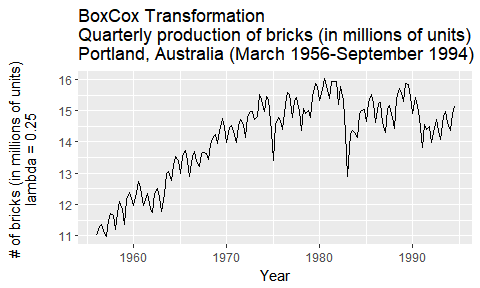 BoxCox Transformation
Quarterly production of bricks (in millions of units)
Portland, Australia (March 1956-September 1994)
# of bricks (in millions of units)
lambda = 0.25
16
15
14
13
12
11
1960
1970
1980
1990
Year